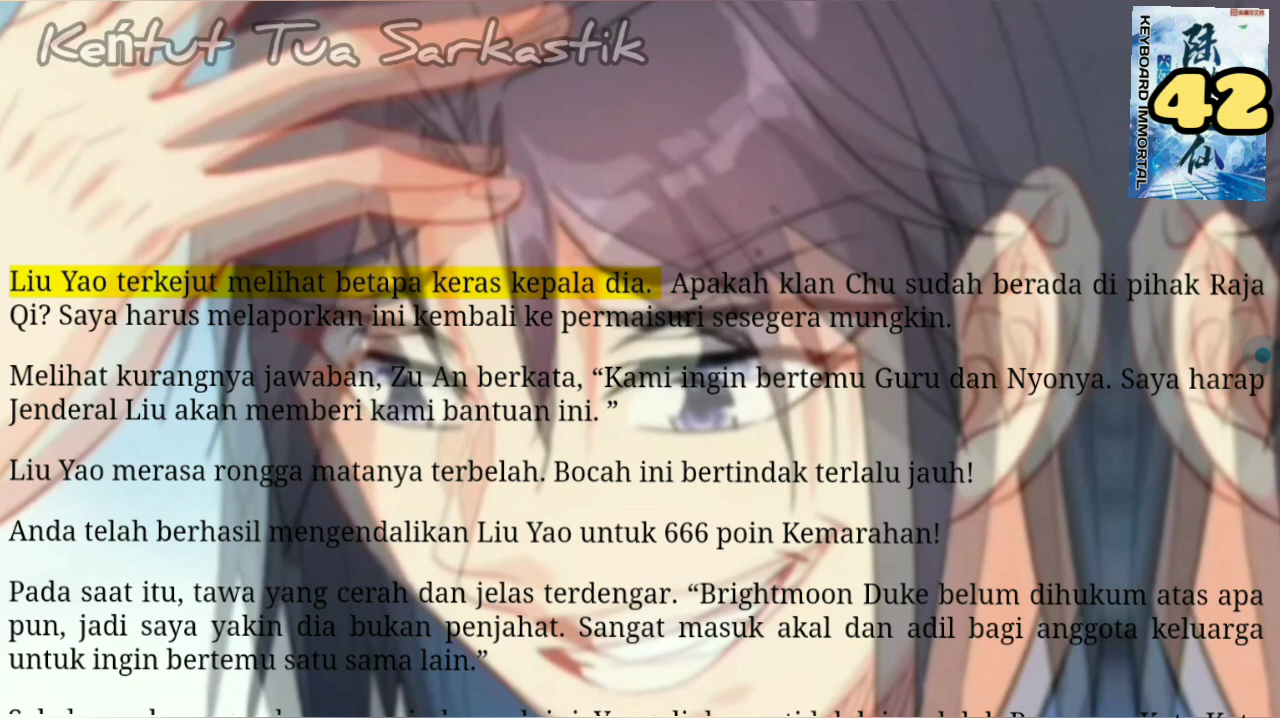 Keńtut Tua Sarkastik
KEYBOARD IMMORTAL
42
Liu Yao terkejut melihat betapa keras kepala dia. Apakah klan Chu sudah berada di pihak Raja
Qi? Saya harus melaporkan ini kembali ke permaisuri sesegera mungkin.
Melihat kurangnya jawaban, Zu An berkata, “Kami ingin bertemu Guru dan Nyonya. Saya harap
Jenderal Liu akan memberi kami bantuan ini. ”
Liu Yao merasa rongga matanya terbelah. Bocah ini bertindak terlalu jauh!
Anda telah berhasil mengendalikan Liu Yao untuk 666 poin Kemarahan!
Pada saat itu, tawa yang cerah dan jelas terdengar. “Brightmoon Duke belum dihukum atas apa
pun, jadi saya yakin dia bukan penjahat. Sangat masuk akal dan adil bagi anggota keluarga
untuk ingin bertemu satu sama lain.”